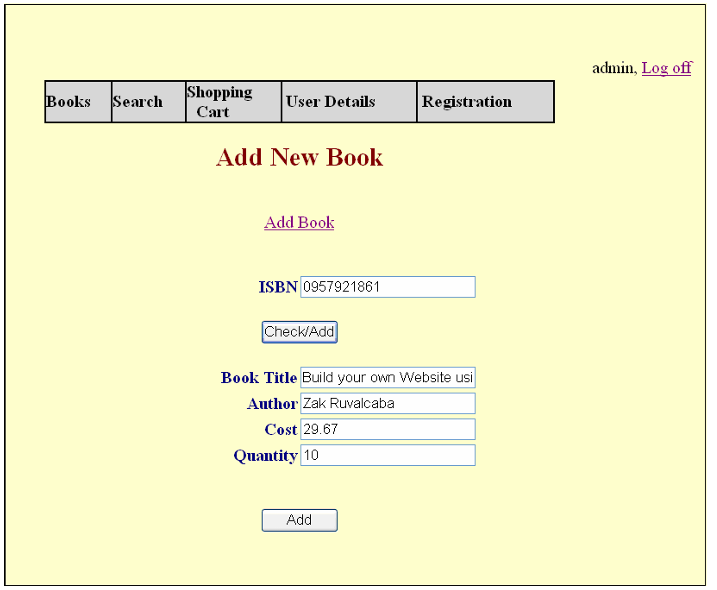 admin, Log off
Books Search Shopping Cart User Details Registration
Add New Book
Add Book
ISBN 0957921861
Check/Add
Book Title Build your own Website usi
Author Zak Ruvalcaba
Cost 29.67
Quantity 10
Add